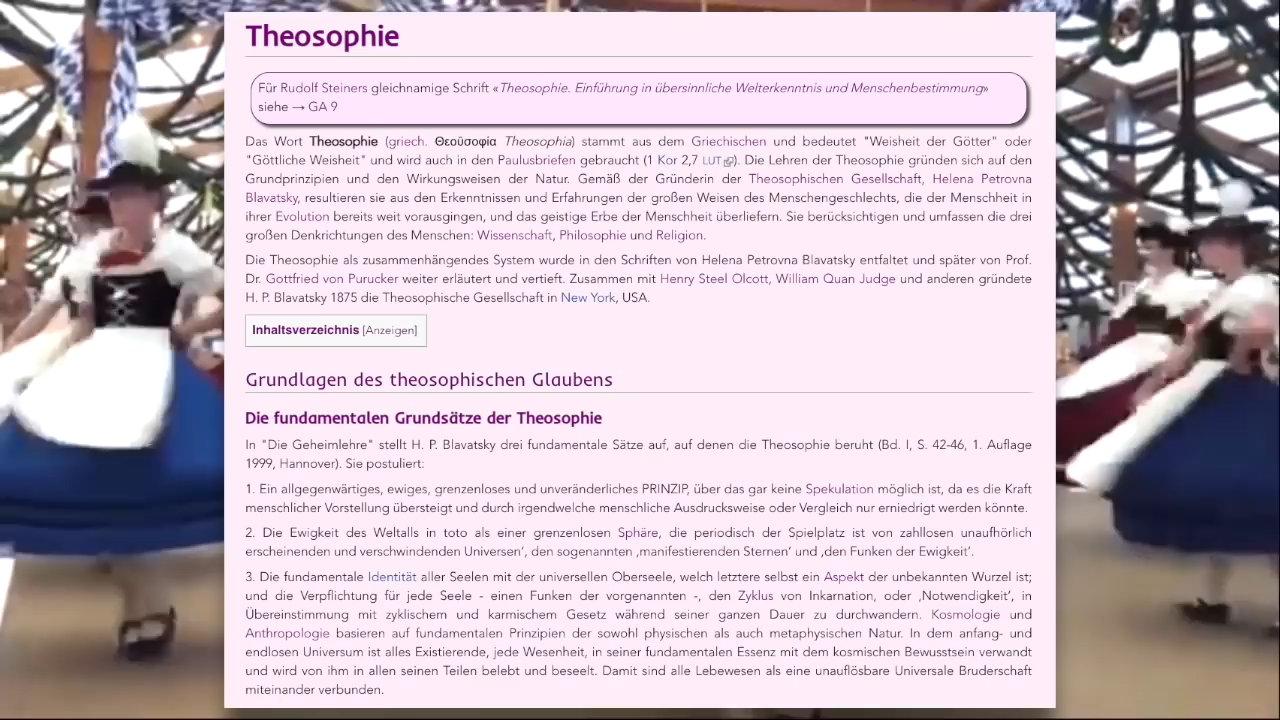 Theosophie
Für Rudolf Steiners gleichnamige Schrift «Theosophie. Einführung in übersinnliche Welterkenntnis und Menschenbestimmung»
siehe → GA 9
Das Wort Theosophie (griech. Θεοῦσοφία Theosophia) stammt aus dem Griechischen und bedeutet "Weisheit der Götter" oder
"Göttliche Weisheit" und wird auch in den Paulusbriefen gebraucht (1 Kor 2,7 LUT). Die Lehren der Theosophie gründen sich auf den
Grundprinzipien und den Wirkungsweisen der Natur. Gemäß der Gründerin der Theosophischen Gesellschaft, Helena Petrovna
Blavatsky, resultieren sie aus den Erkenntnissen und Erfahrungen der großen Weisen des Menschengeschlechts, die der Menschheit in
ihrer Evolution bereits weit vorausgingen, und das geistige Erbe der Menschheit überliefern. Sie berücksichtigen und umfassen die drei
großen Denkrichtungen des Menschen: Wissenschaft, Philosophie und Religion.
Die Theosophie als zusammenhängendes System wurde in den Schriften von Helena Petrovna Blavatsky entfaltet und später von Prof.
Dr. Gottfried von Purucker weiter erläutert und vertieft. Zusammen mit Henry Steel Olcott, William Quan Judge und anderen gründete
H. P. Blavatsky 1875 die Theosophische Gesellschaft in New York, USA.
Inhaltsverzeichnis [Anzeigen]
Grundlagen des theosophischen Glaubens
Die fundamentalen Grundsätze der Theosophie
In "Die Geheimlehre" stellt H. P. Blavatsky drei fundamentale Sätze auf, auf denen die Theosophie beruht (Bd. I, S. 42-46, 1. Auflage
1999, Hannover). Sie postuliert:
1. Ein allgegenwärtiges, ewiges, grenzenloses und unveränderliches PRINZIP, über das gar keine Spekulation möglich ist, da es die Kraft
menschlicher Vorstellung übersteigt und durch irgendwelche menschliche Ausdrucksweise oder Vergleich nur erniedrigt werden könnte.
2. Die Ewigkeit des Weltalls in toto als einer grenzenlosen Sphäre, die periodisch der Spielplatz ist von zahllosen unaufhörlich
erscheinenden und verschwindenden Universen', den sogenannten ‚manifestierenden Sternen' und ‚den Funken der Ewigkeit'.
3. Die fundamentale Identität aller Seelen mit der universellen Oberseele, welch letztere selbst ein Aspekt der unbekannten Wurzel ist;
und die Verpflichtung für jede Seele - einen Funken der vorgenannten -, den Zyklus von Inkarnation, oder ‚Notwendigkeit', in
Übereinstimmung mit zyklischem und karmischem Gesetz während seiner ganzen Dauer zu durchwandern. Kosmologie und
Anthropologie basieren auf fundamentalen Prinzipien der sowohl physischen als auch metaphysischen Natur. In dem anfang- und
endlosen Universum ist alles Existierende, jede Wesenheit, in seiner fundamentalen Essenz mit dem kosmischen Bewusstsein verwandt
und wird von ihm in allen seinen Teilen belebt und beseelt. Damit sind alle Lebewesen als eine unauflösbare Universale Bruderschaft
miteinander verbunden.